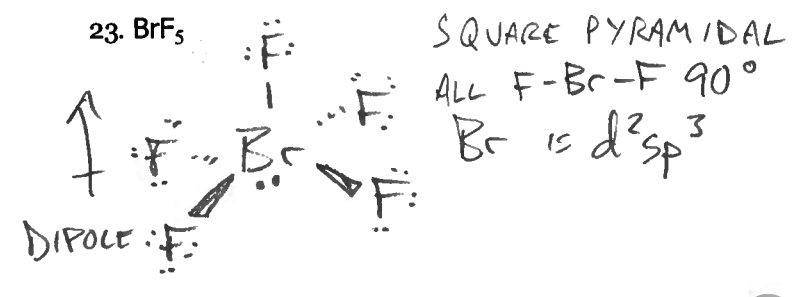 23. BrF5
SQUARE PYRAMIDAL
ALL F-Br-F 90°
Br is d²sp³
F
F
F
Br
F
F
DIPOLE